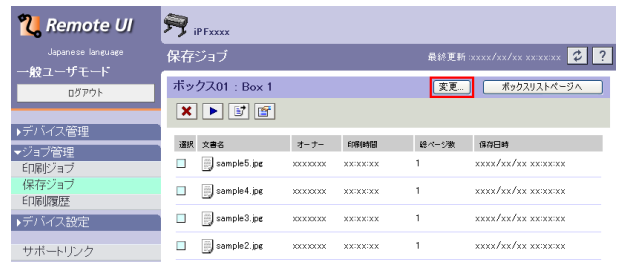 Remote UI
Japanese language
一般ユーザモード
ログアウト
▶デバイス管理
▼ジョブ管理
印刷ジョブ
保存ジョブ
印刷履歴
▶デバイス設定
サポートリンク
iPFxxxx
保存ジョブ
最終更新 :xxxx/xx/xx xx:xx:xx
?
ボックス01 : Box 1
変更...
ボックスリストページへ
選択 文書名 オーナー 印刷時間 総ページ数 保存日時
sample5.jpg xxxxxxx xx:xx:xx 1 xxxx/xx/xx xx:xx:xx
sample4.jpg xxxxxxx xx:xx:xx 1 xxxx/xx/xx xx:xx:xx
sample3.jpg xxxxxxx xx:xx:xx 1 xxxx/xx/xx xx:xx:xx
sample2.jpg xxxxxxx xx:xx:xx 1 xxxx/xx/xx xx:xx:xx